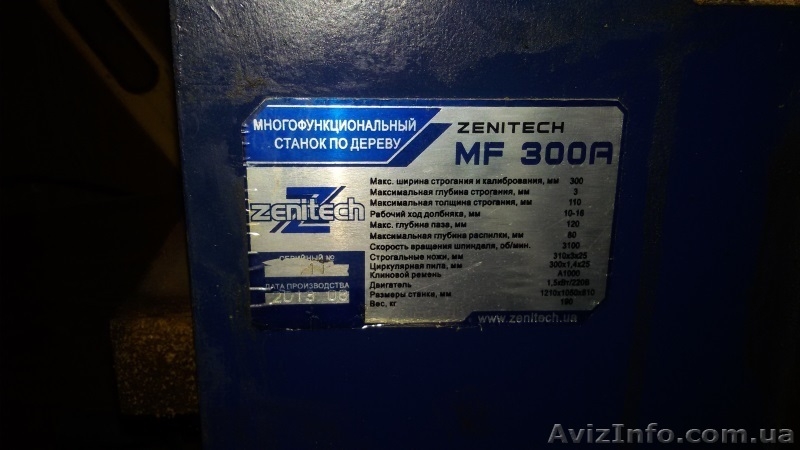 МНОГОФУНКЦИОНАЛЬНЫЙ
СТАНОК ПО ДЕРЕВУ
ZENITECH
MF 300A
zenitech
Макс. ширина строгания и калибрования, мм 300
Максимальная глубина строгания, мм 3
Максимальная толщина строгания, мм 110
Рабочий ход долбняка, мм 10-16
Макс. глубина паза, мм 120
Максимальная глубина распилки, мм 80
Скорость вращения шпинделя, об/мин. 3100
Строгальные ножи, мм 310x3x25
Циркулярная пила, мм 300x1,4x25
Клиновой ремень А1000
Двигатель 1,5кВт/220В
Размеры станка, мм 1210x1050x810
Вес, кг 190
СЕРИЙНЫЙ №
ДАТА ПРОИЗВОДСТВА
2013 08
www.zenitech.ua
AvizInfo.com.ua